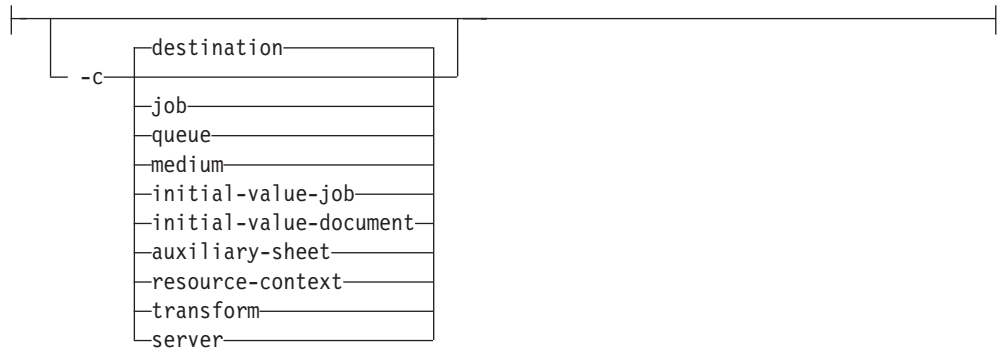 destination
-c
job
queue
medium
initial-value-job
initial-value-document
auxiliary-sheet
resource-context
transform
server